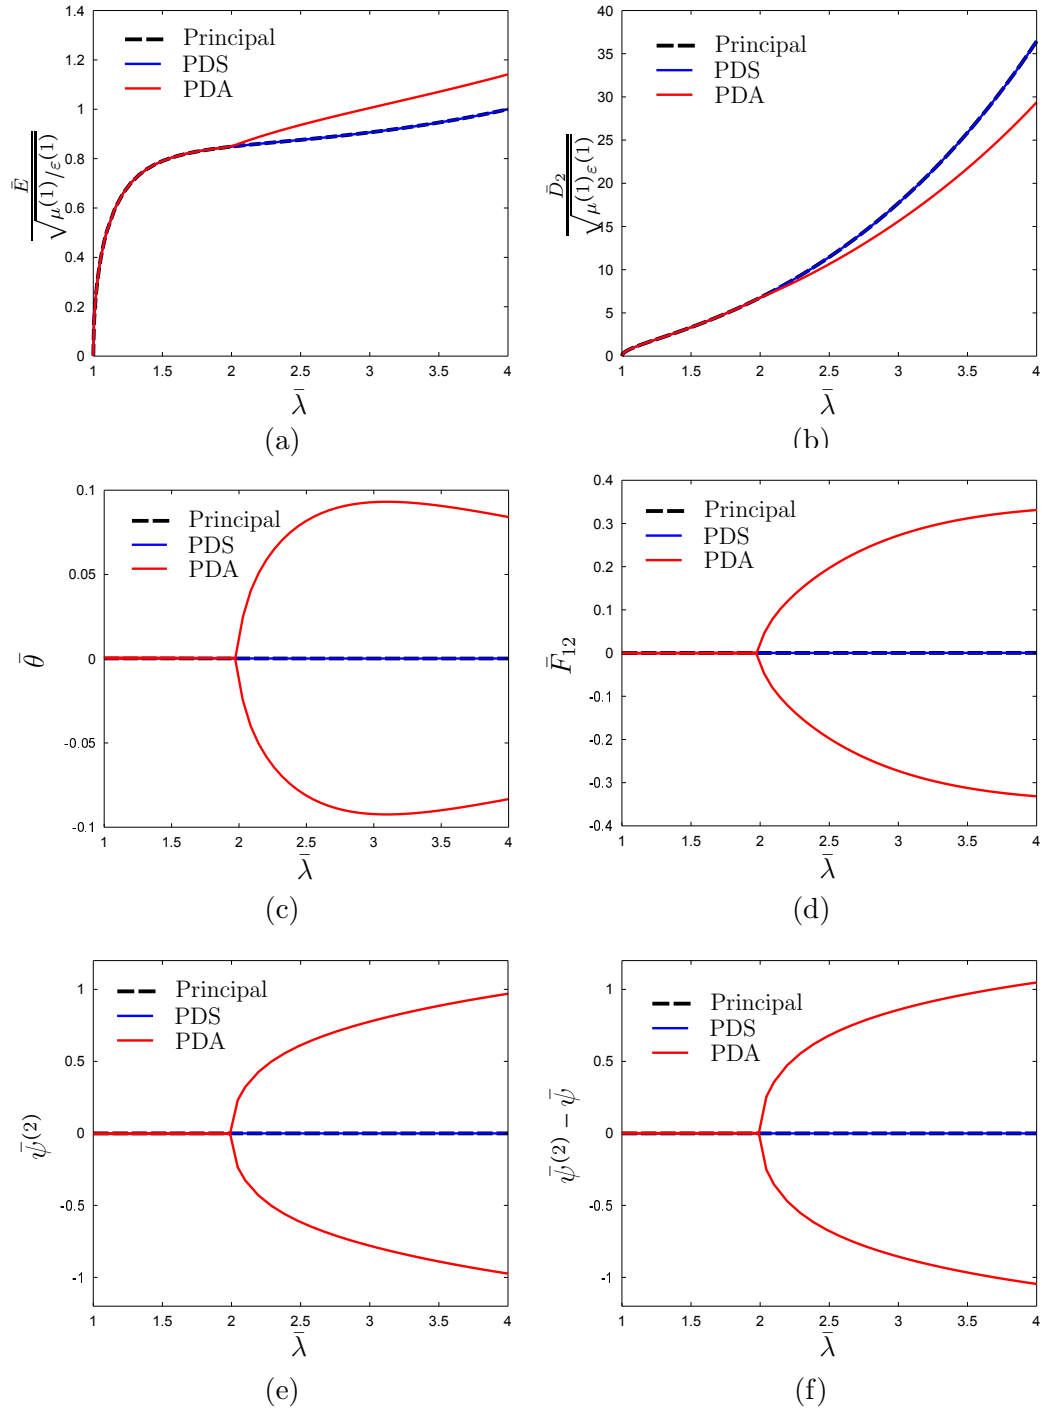 1.4
1.2
1
0.8
0.6
0.4
0.2
0
Principal
PDS
PDA
Ē / √μ⁽¹⁾/ε⁽¹⁾
1 1.5 2 2.5 3 3.5 4
λ̄
(a)
40
35
30
25
20
15
10
5
0
Principal
PDS
PDA
D̄₂ / √μ⁽¹⁾ε⁽¹⁾
1 1.5 2 2.5 3 3.5 4
λ̄
(b)
0.1
0.05
0
-0.05
-0.1
Principal
PDS
PDA
θ̄
1 1.5 2 2.5 3 3.5 4
λ̄
(c)
0.4
0.3
0.2
0.1
0
-0.1
-0.2
-0.3
-0.4
Principal
PDS
PDA
F̄₁₂
1 1.5 2 2.5 3 3.5 4
λ̄
(d)
1
0.5
0
-0.5
-1
Principal
PDS
PDA
ψ̄⁽²⁾
1 1.5 2 2.5 3 3.5 4
λ̄
(e)
1
0.5
0
-0.5
-1
Principal
PDS
PDA
ψ̄⁽²⁾ − ψ̄
1 1.5 2 2.5 3 3.5 4
λ̄
(f)